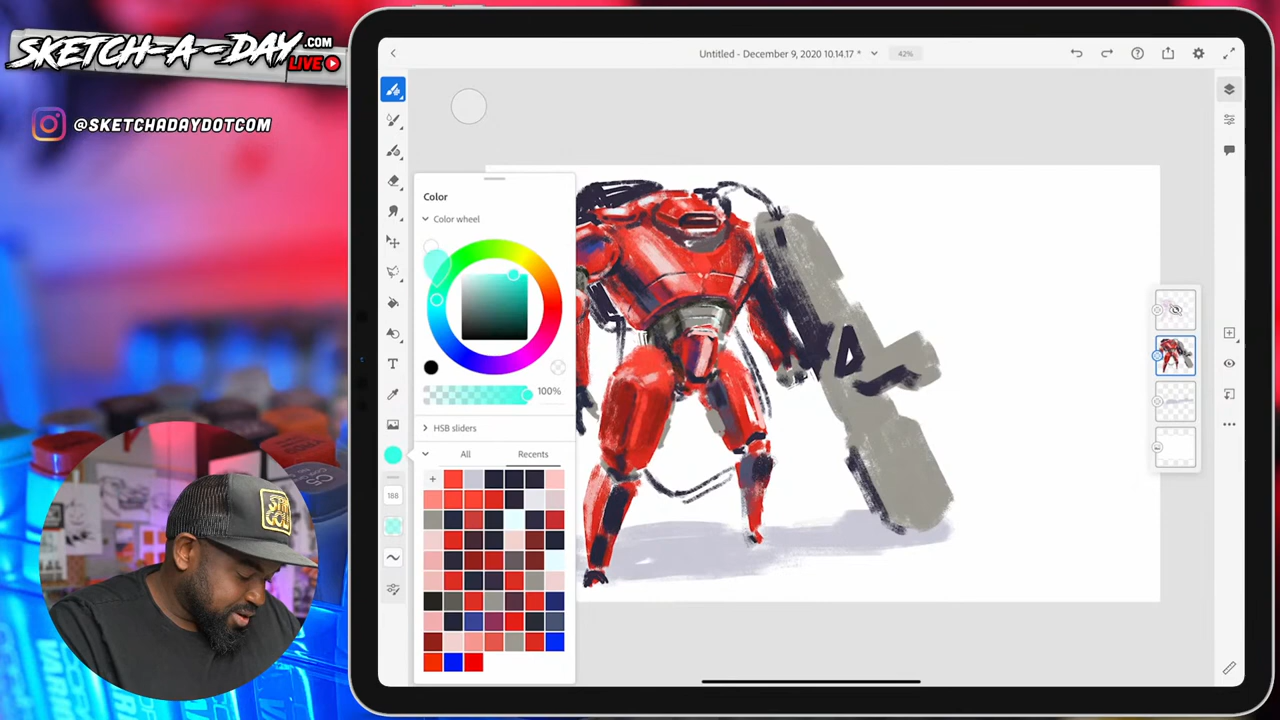 SKETCH-A-DAY.COM
LIVE
@SKETCHADAYDOTCOM
Untitled - December 9, 2020 10.14.17 *
42%
Color
Color wheel
100%
HSB sliders
All
Recents
188
T